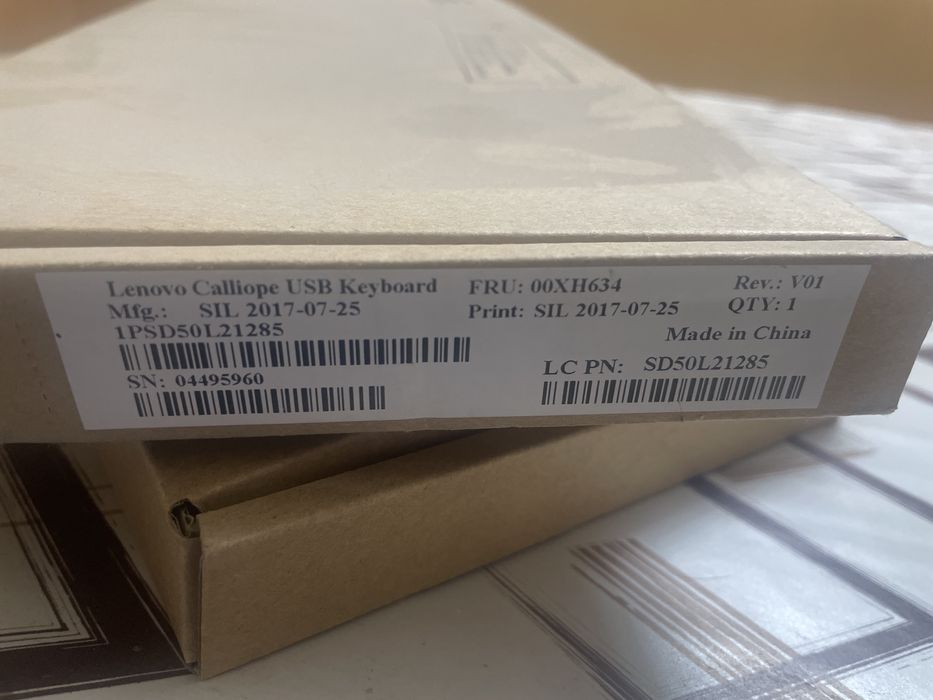 Lenovo Calliope USB Keyboard FRU: 00XH634 Rev.: V01
Mfg.: SIL 2017-07-25 Print: SIL 2017-07-25 QTY: 1
1PSD50L21285 Made in China
SN: 04495960 LC PN: SD50L21285